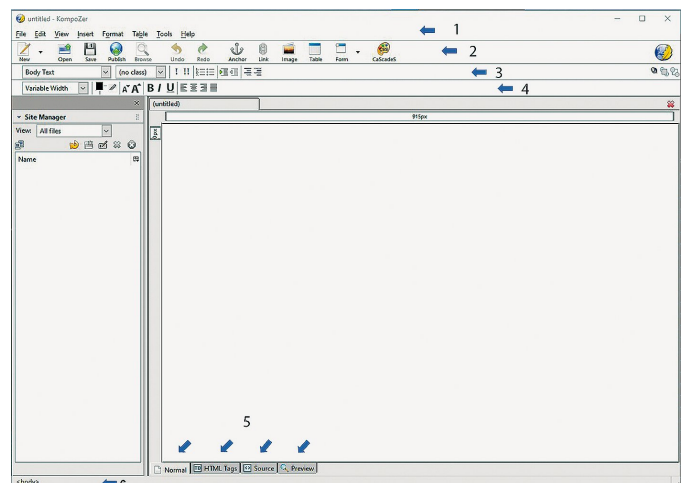 untitled - KompoZer
File Edit View Insert Format Table Tools Help 1
New Open Save Publish Browse Undo Redo Anchor Link Image Table Form CaScadeS 2
Body Text (no class) ! !! 3
Variable Width A A B I U 4
(untitled)
Site Manager 915px
View: All files 0px
Name
5
Normal HTML Tags Source Preview
<body> 6